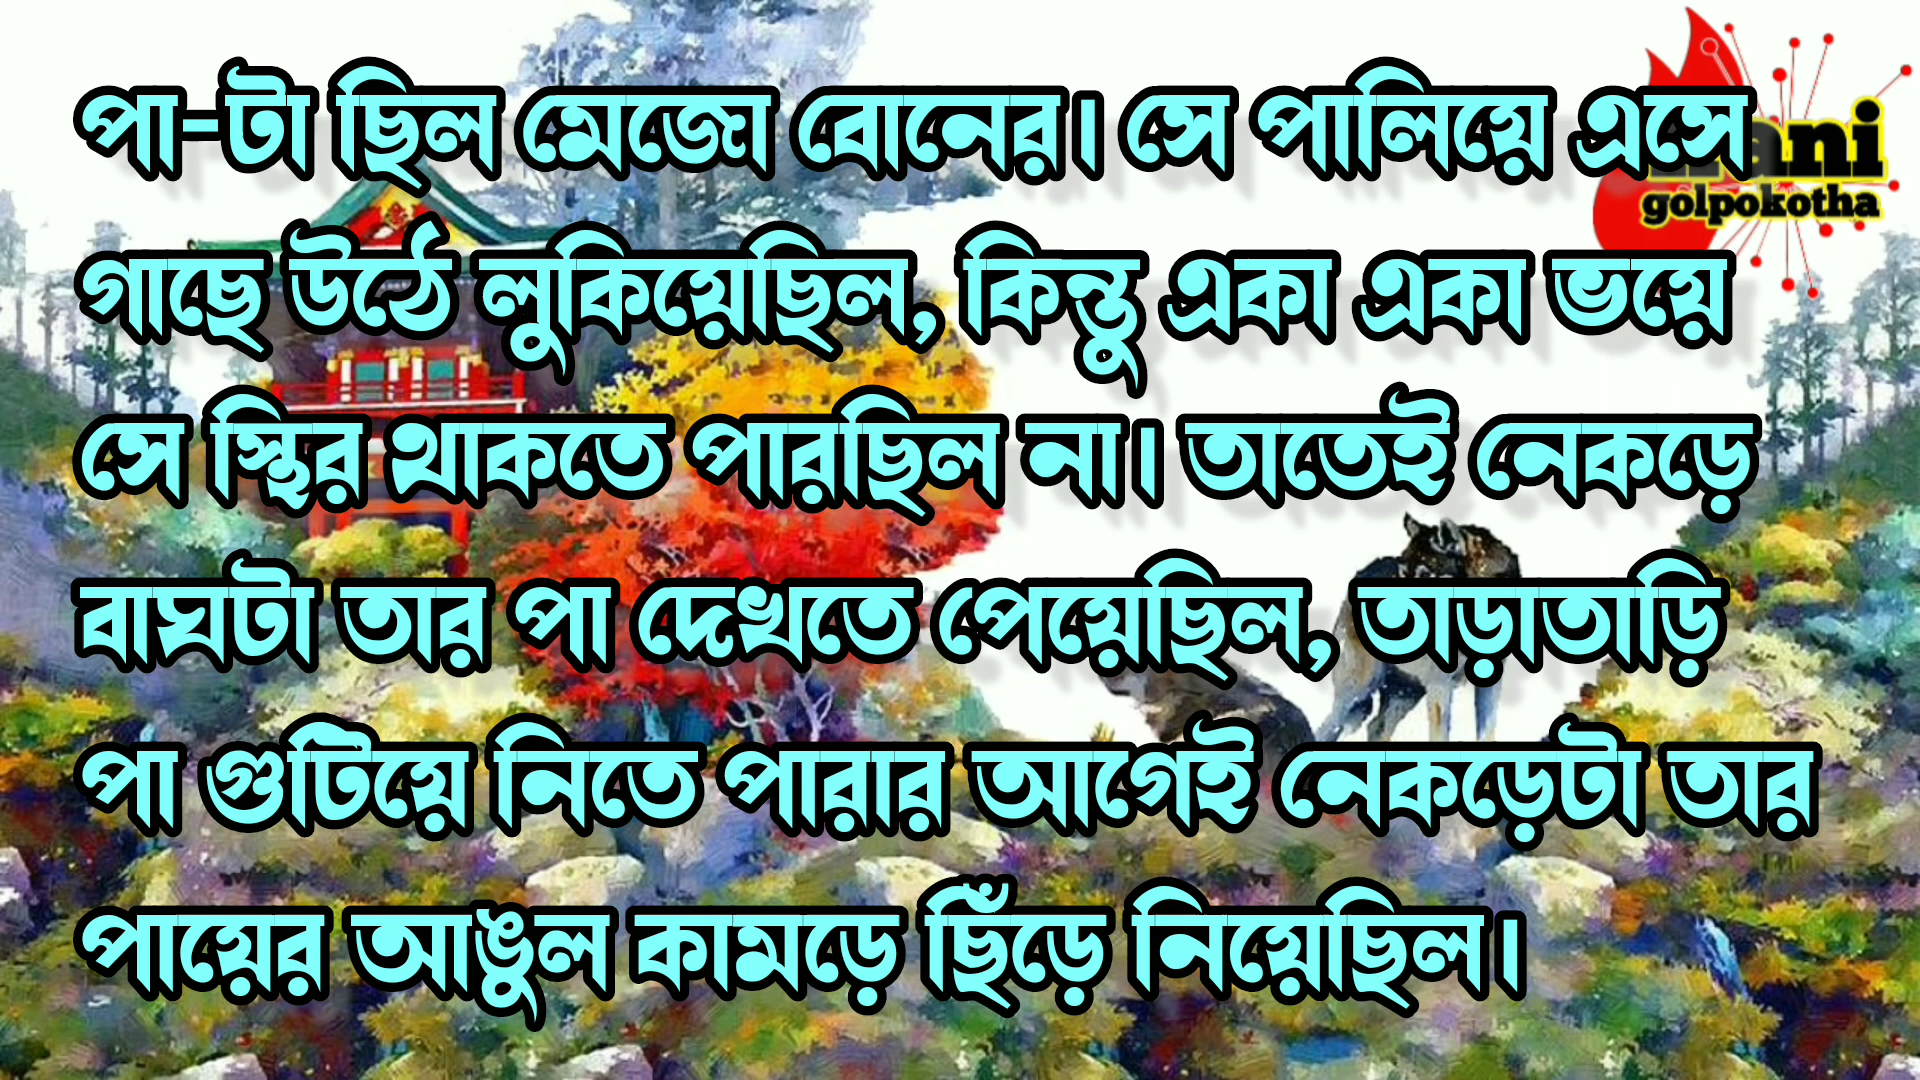 পা-টা ছিল মেজো বোনের। সে পালিয়ে এসে
গাছে উঠে লুকিয়েছিল, কিন্তু একা একা ভয়ে
সে স্থির থাকতে পারছিল না। তাতেই নেকড়ে
বাঘটা তার পা দেখতে পেয়েছিল, তাড়াতাড়ি
পা গুটিয়ে নিতে পারার আগেই নেকড়েটা তার
পায়ের আঙুল কামড়ে ছিঁড়ে নিয়েছিল।
golpokotha